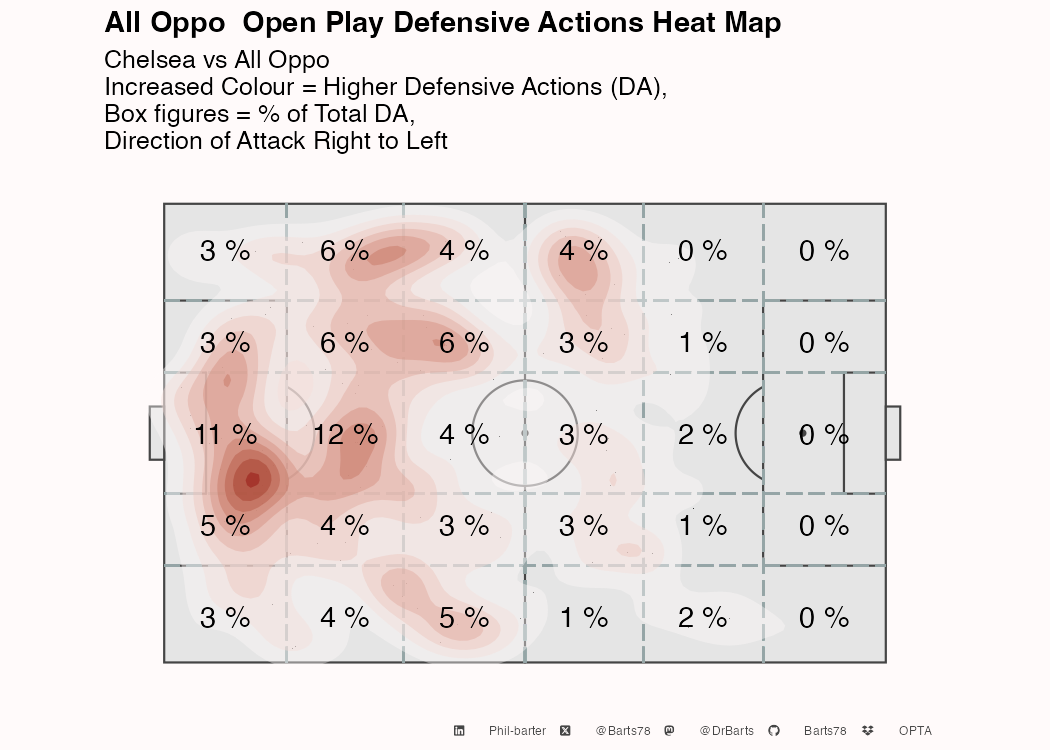 All Oppo  Open Play Defensive Actions Heat Map
Chelsea vs All Oppo
Increased Colour = Higher Defensive Actions (DA),
Box figures = % of Total DA,
Direction of Attack Right to Left
3 % 6 % 4 % 4 % 0 % 0 %
3 % 6 % 6 % 3 % 1 % 0 %
11 % 12 % 4 % 3 % 2 % 0 %
5 % 4 % 3 % 3 % 1 % 0 %
3 % 4 % 5 % 1 % 2 % 0 %
Phil-barter @Barts78 @DrBarts Barts78 OPTA